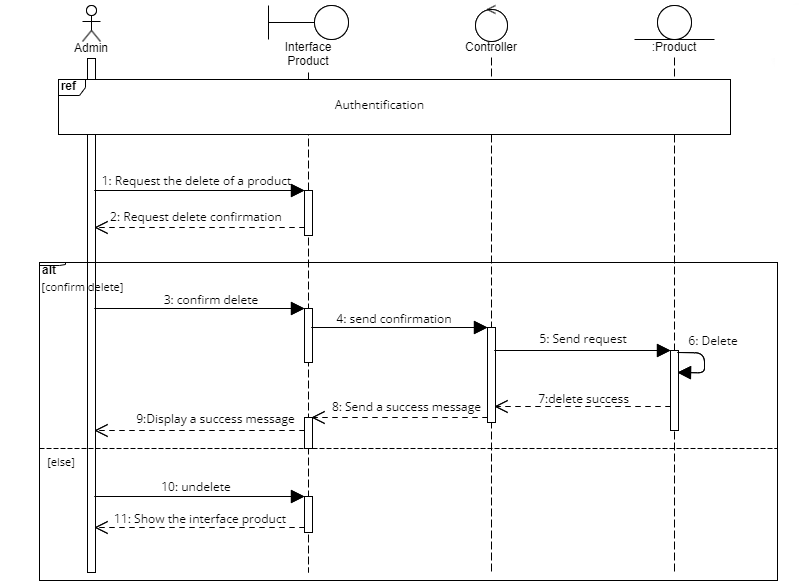 Admin
Interface
Product
Controller
:Product
ref
Authentification
1: Request the delete of a product
2: Request delete confirmation
alt
[confirm delete]
3: confirm delete
4: send confirmation
5: Send request
6: Delete
7:delete success
8: Send a success message
9:Display a success message
[else]
10: undelete
11: Show the interface product